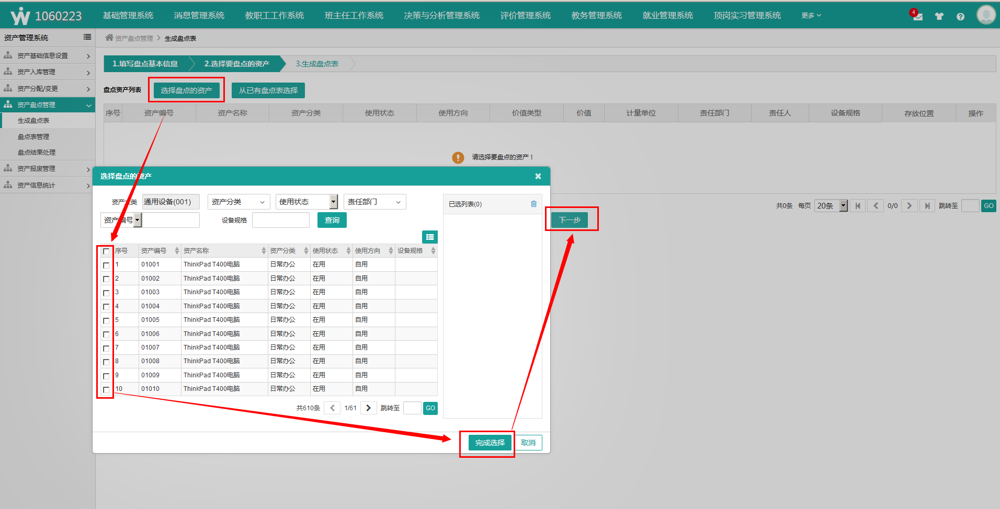 1060223 基础管理系统 消息管理系统 教职工工作系统 班主任工作系统 决策与分析管理系统 评价管理系统 教务管理系统 就业管理系统 顶岗实习管理系统 更多 4
资产管理系统
资产盘点管理 > 生成盘点表
资产基础信息设置
资产入库管理
资产分配/变更
资产盘点管理
生成盘点表
盘点表管理
盘点结果处理
资产报废管理
资产信息统计
1.填写盘点基本信息 2.选择要盘点的资产 3.生成盘点表
盘点资产列表 选择盘点的资产 从已有盘点表选择
序号 资产编号 资产名称 资产分类 使用状态 使用方向 价值类型 价值 计量单位 责任部门 责任人 设备规格 存放位置 操作
请选择要盘点的资产！
共0条 每页 20条 0/0 跳转至 GO
下一步
选择盘点的资产
资产 类 通用设备(001) 资产分类 使用状态 责任部门
资产编号 设备规格 查询
已选列表(0)
序号 资产编号 资产名称 资产分类 使用状态 使用方向 设备规格
1 01001 ThinkPad T400电脑 日常办公 在用 自用
2 01002 ThinkPad T400电脑 日常办公 在用 自用
3 01003 ThinkPad T400电脑 日常办公 在用 自用
4 01004 ThinkPad T400电脑 日常办公 在用 自用
5 01005 ThinkPad T400电脑 日常办公 在用 自用
6 01006 ThinkPad T400电脑 日常办公 在用 自用
7 01007 ThinkPad T400电脑 日常办公 在用 自用
8 01008 ThinkPad T400电脑 日常办公 在用 自用
9 01009 ThinkPad T400电脑 日常办公 在用 自用
10 01010 ThinkPad T400电脑 日常办公 在用 自用
共610条 1/61 跳转至 GO
完成选择 取消